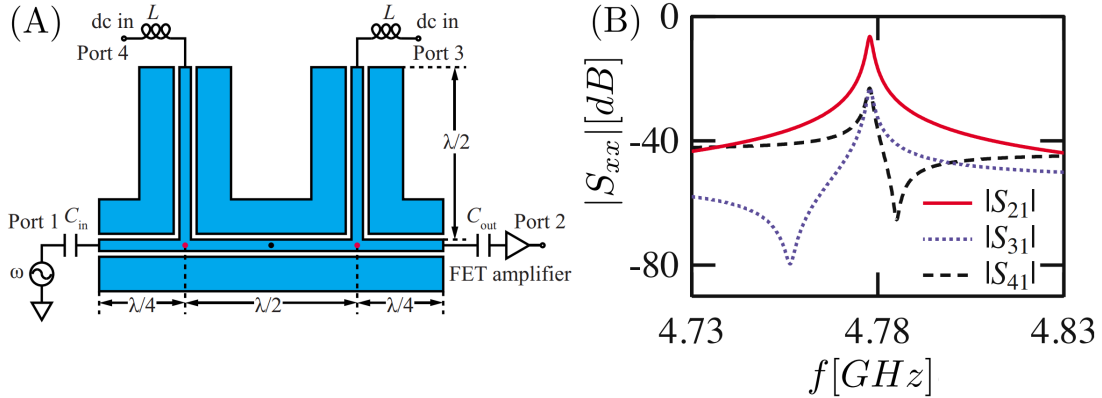 (A)
dc in
L
dc in
L
Port 4
Port 3
λ/2
Port 1
C_in
C_out
Port 2
ω
FET amplifier
λ/4
λ/2
λ/4
(B)
0
-40
-80
|S_xx|[dB]
|S_21|
|S_31|
|S_41|
4.73
4.78
4.83
f[GHz]